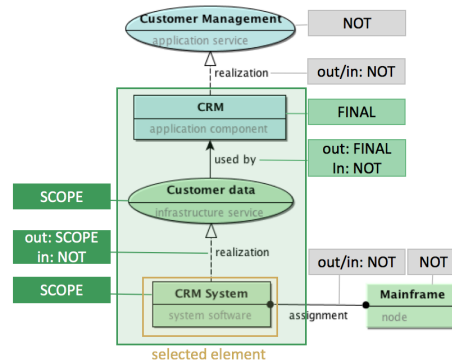 Customer Management
application service
NOT
realization
out/in: NOT
CRM
application component
FINAL
used by
out: FINAL
In: NOT
SCOPE
Customer data
infrastructure service
out: SCOPE
in: NOT
realization
out/in: NOT
NOT
SCOPE
CRM System
system software
assignment
Mainframe
node
selected element